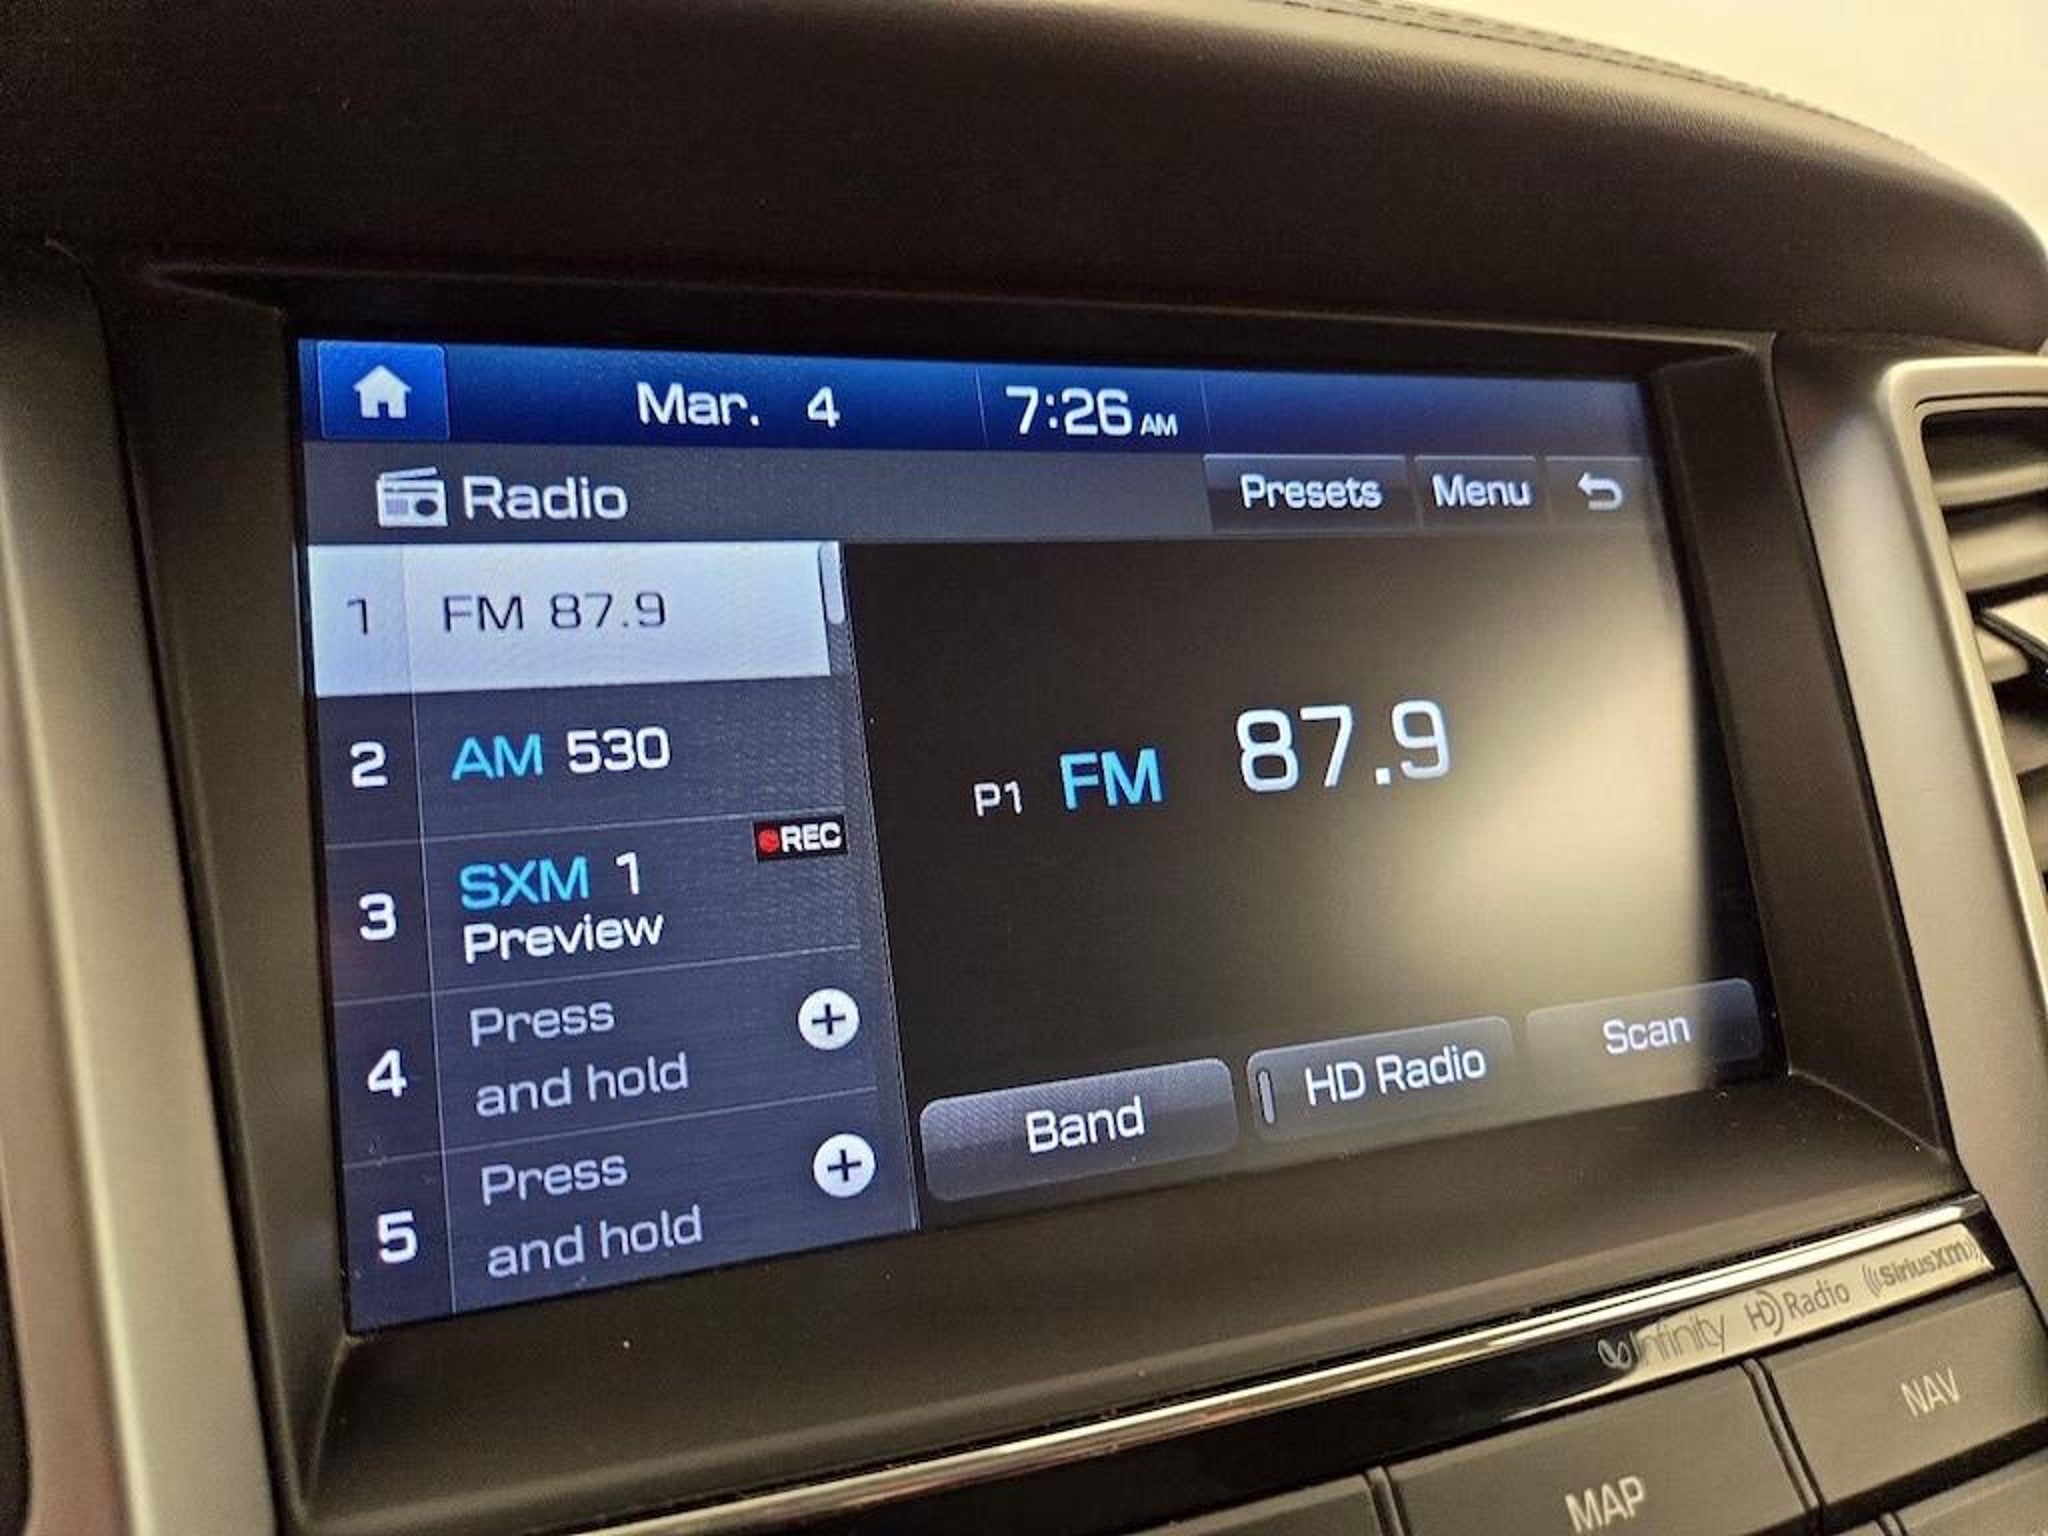 Mar. 4 7:26 AM
Radio
Presets Menu
1 FM 87.9
2 AM 530
REC
3 SXM 1
Preview
4 Press
and hold
5 Press
and hold
P1 FM 87.9
Band HD Radio Scan
Infinity HD Radio ((SiriusXM))
MAP NAV